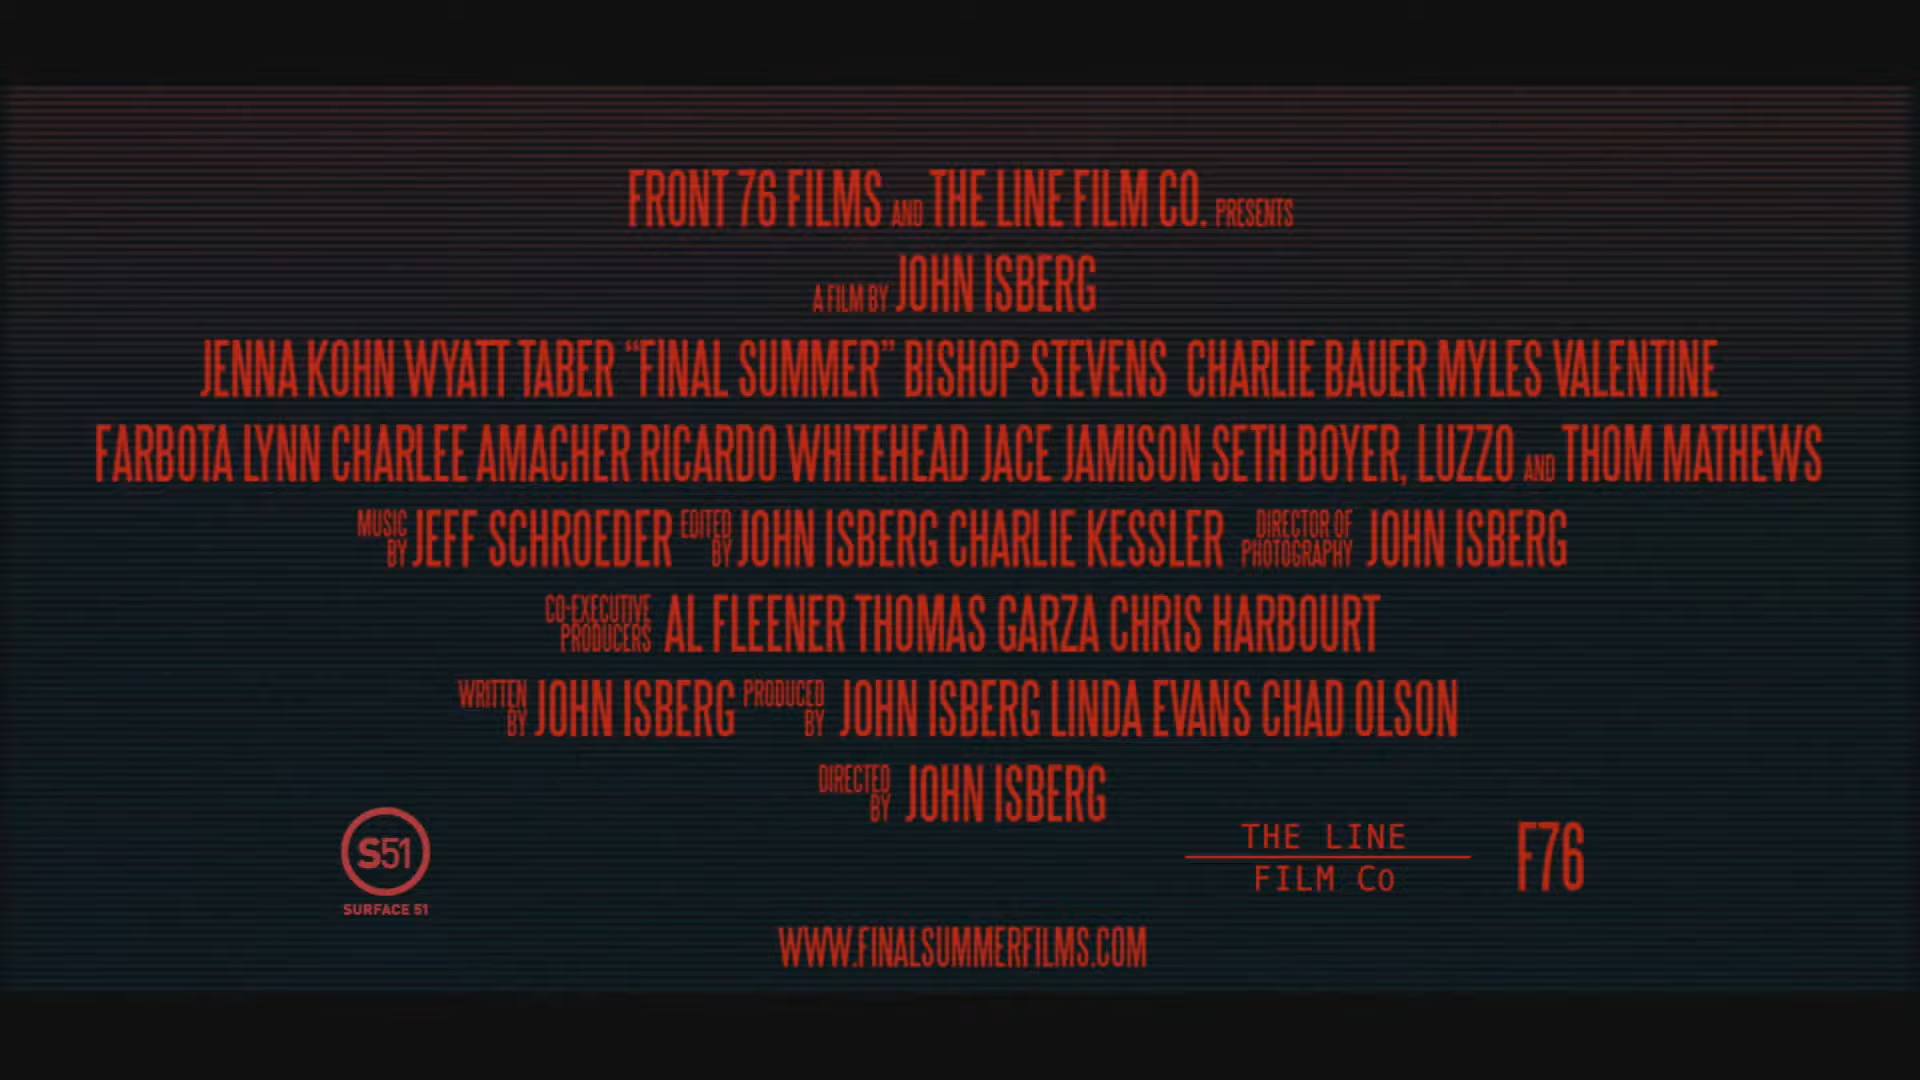 FRONT 76 FILMS AND THE LINE FILM CO. PRESENTS
A FILM BY JOHN ISBERG
JENNA KOHN WYATT TABER “FINAL SUMMER” BISHOP STEVENS CHARLIE BAUER MYLES VALENTINE
FARBOTA LYNN CHARLEE AMACHER RICARDO WHITEHEAD JACE JAMISON SETH BOYER, LUZZO AND THOM MATHEWS
MUSIC BY JEFF SCHROEDER EDITED BY JOHN ISBERG CHARLIE KESSLER DIRECTOR OF PHOTOGRAPHY JOHN ISBERG
CO-EXECUTIVE PRODUCERS AL FLEENER THOMAS GARZA CHRIS HARBOURT
WRITTEN BY JOHN ISBERG PRODUCED BY JOHN ISBERG LINDA EVANS CHAD OLSON
DIRECTED BY JOHN ISBERG
S51
SURFACE 51
THE LINE
FILM Co
F76
WWW.FINALSUMMERFILMS.COM